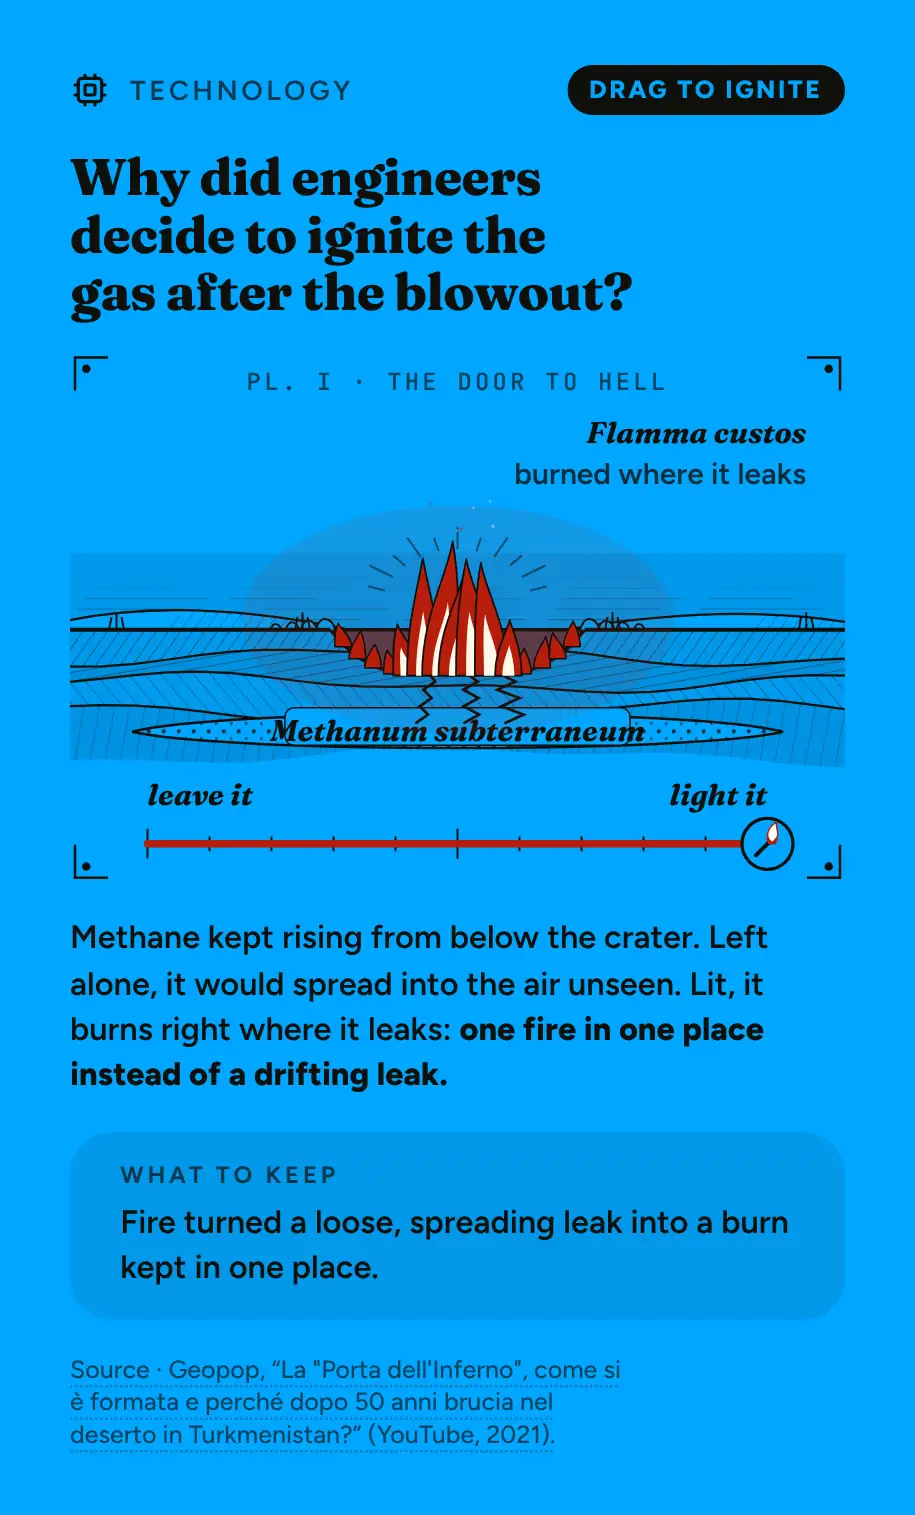 TECHNOLOGY
DRAG TO IGNITE
Why did engineers
decide to ignite the
gas after the blowout?
PL. I · THE DOOR TO HELL
Flamma custos
burned where it leaks
Methanum subterraneum
leave it
light it
Methane kept rising from below the crater. Left
alone, it would spread into the air unseen. Lit, it
burns right where it leaks: one fire in one place
instead of a drifting leak.
WHAT TO KEEP
Fire turned a loose, spreading leak into a burn
kept in one place.
Source · Geopop, “La "Porta dell'Inferno", come si
è formata e perché dopo 50 anni brucia nel
deserto in Turkmenistan?” (YouTube, 2021).